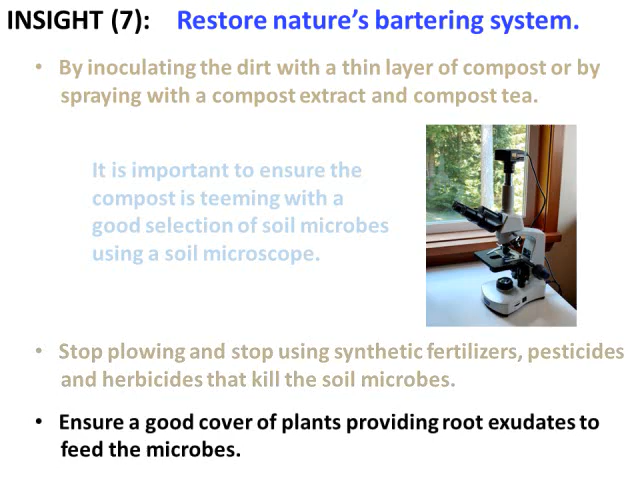 INSIGHT (7): Restore nature's bartering system.
• By inoculating the dirt with a thin layer of compost or by
spraying with a compost extract and compost tea.
It is important to ensure the
compost is teeming with a
good selection of soil microbes
using a soil microscope.
• Stop plowing and stop using synthetic fertilizers, pesticides
and herbicides that kill the soil microbes.
• Ensure a good cover of plants providing root exudates to
feed the microbes.